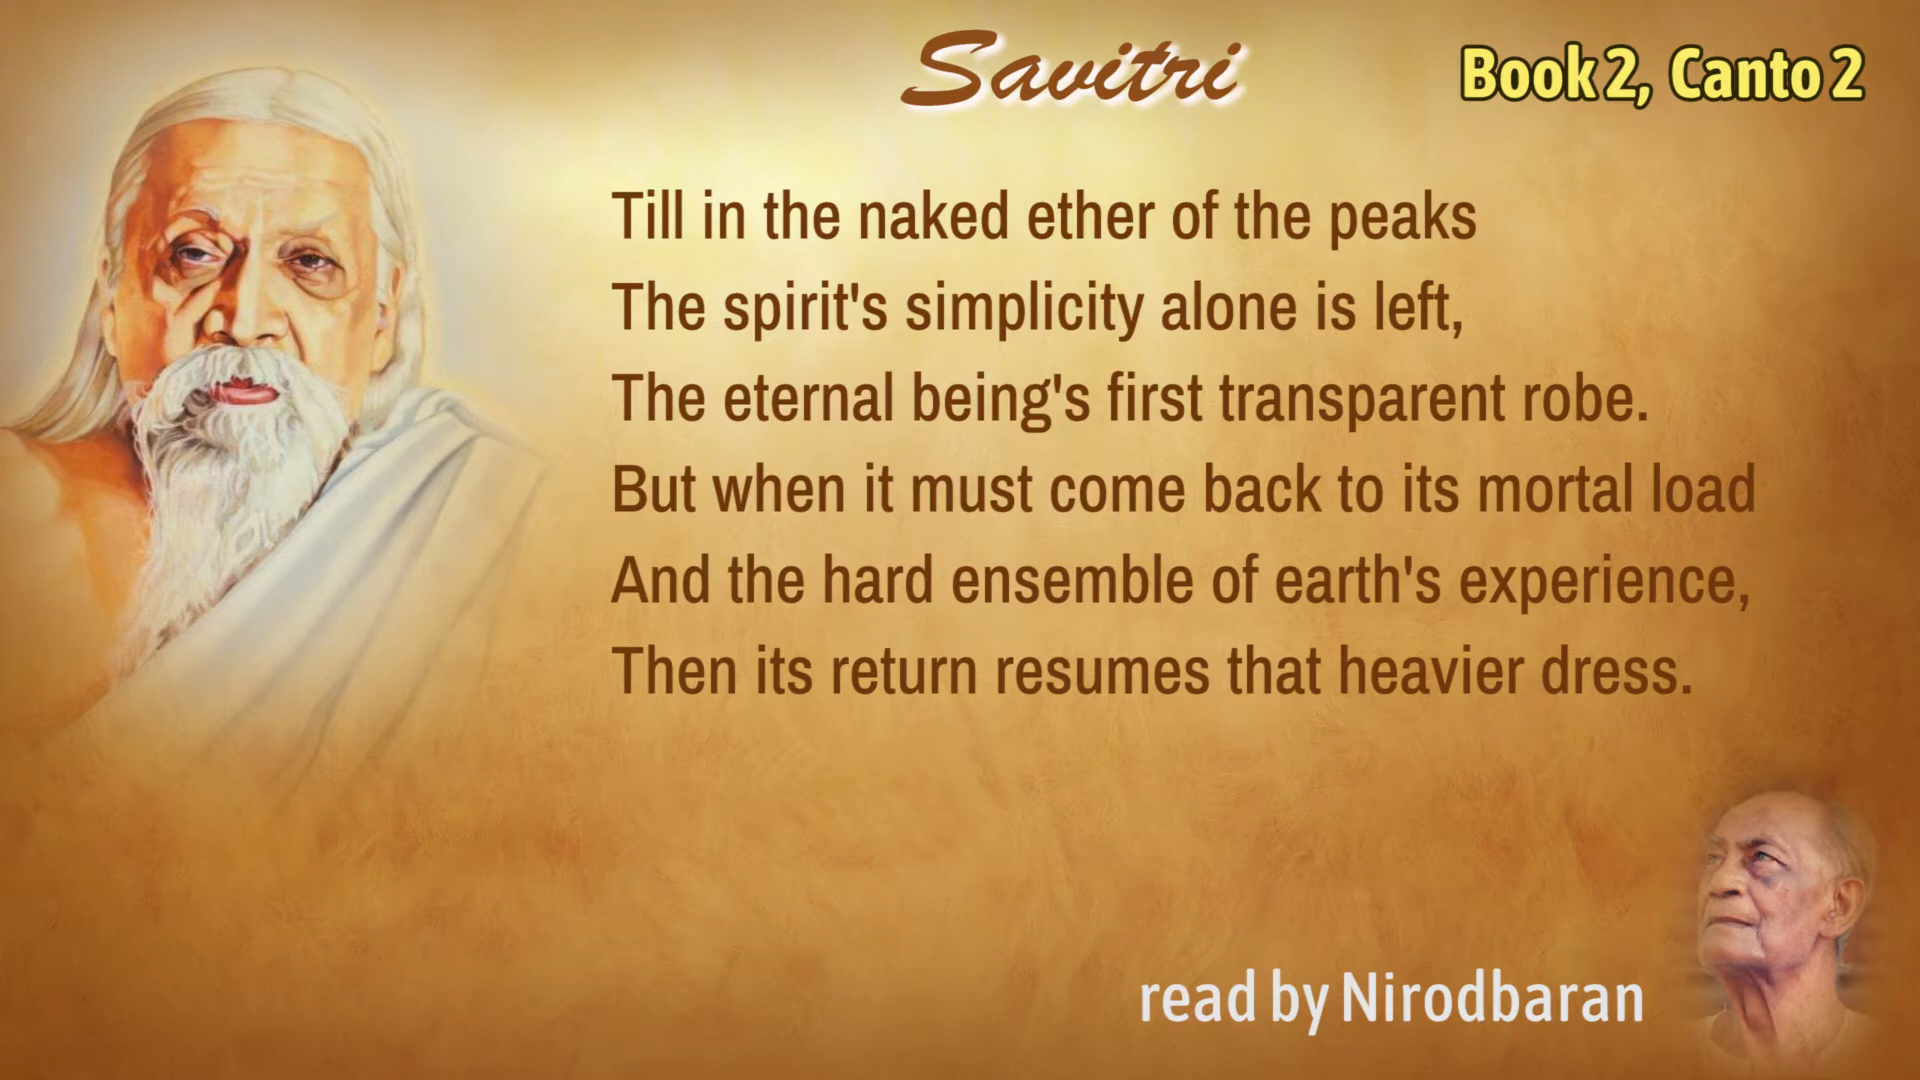 Savitri
Book 2, Canto 2
Till in the naked ether of the peaks
The spirit's simplicity alone is left,
The eternal being's first transparent robe.
But when it must come back to its mortal load
And the hard ensemble of earth's experience,
Then its return resumes that heavier dress.
read by Nirodbaran